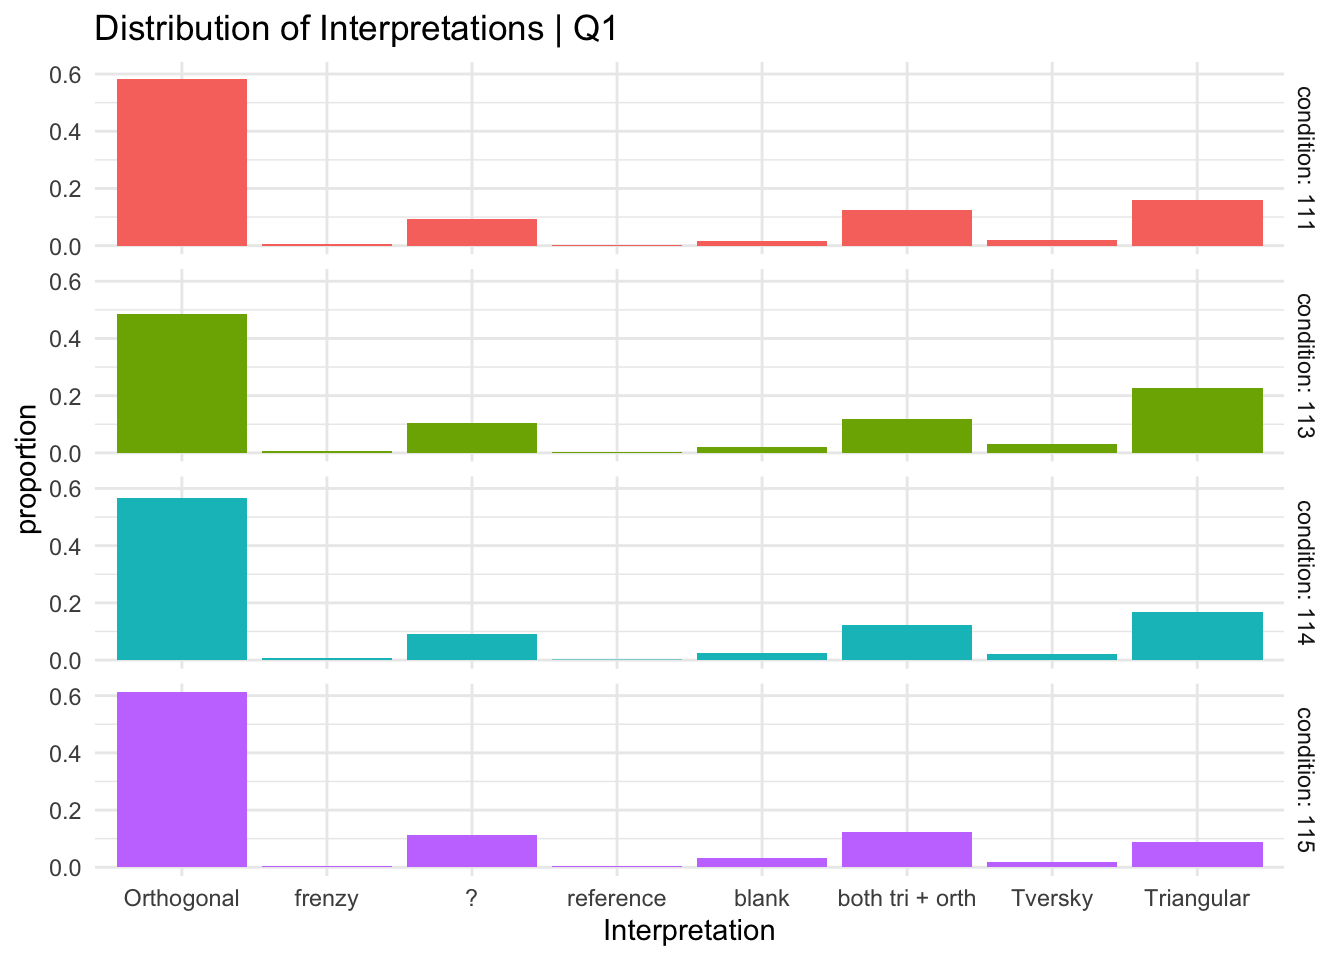 Distribution of Interpretations | Q1
0.6
0.4
0.2
0.0
condition: 111
0.6
0.4
0.2
0.0
condition: 113
proportion
0.6
0.4
0.2
0.0
condition: 114
0.6
0.4
0.2
0.0
condition: 115
Orthogonal frenzy ? reference blank both tri + orth Tversky Triangular
Interpretation